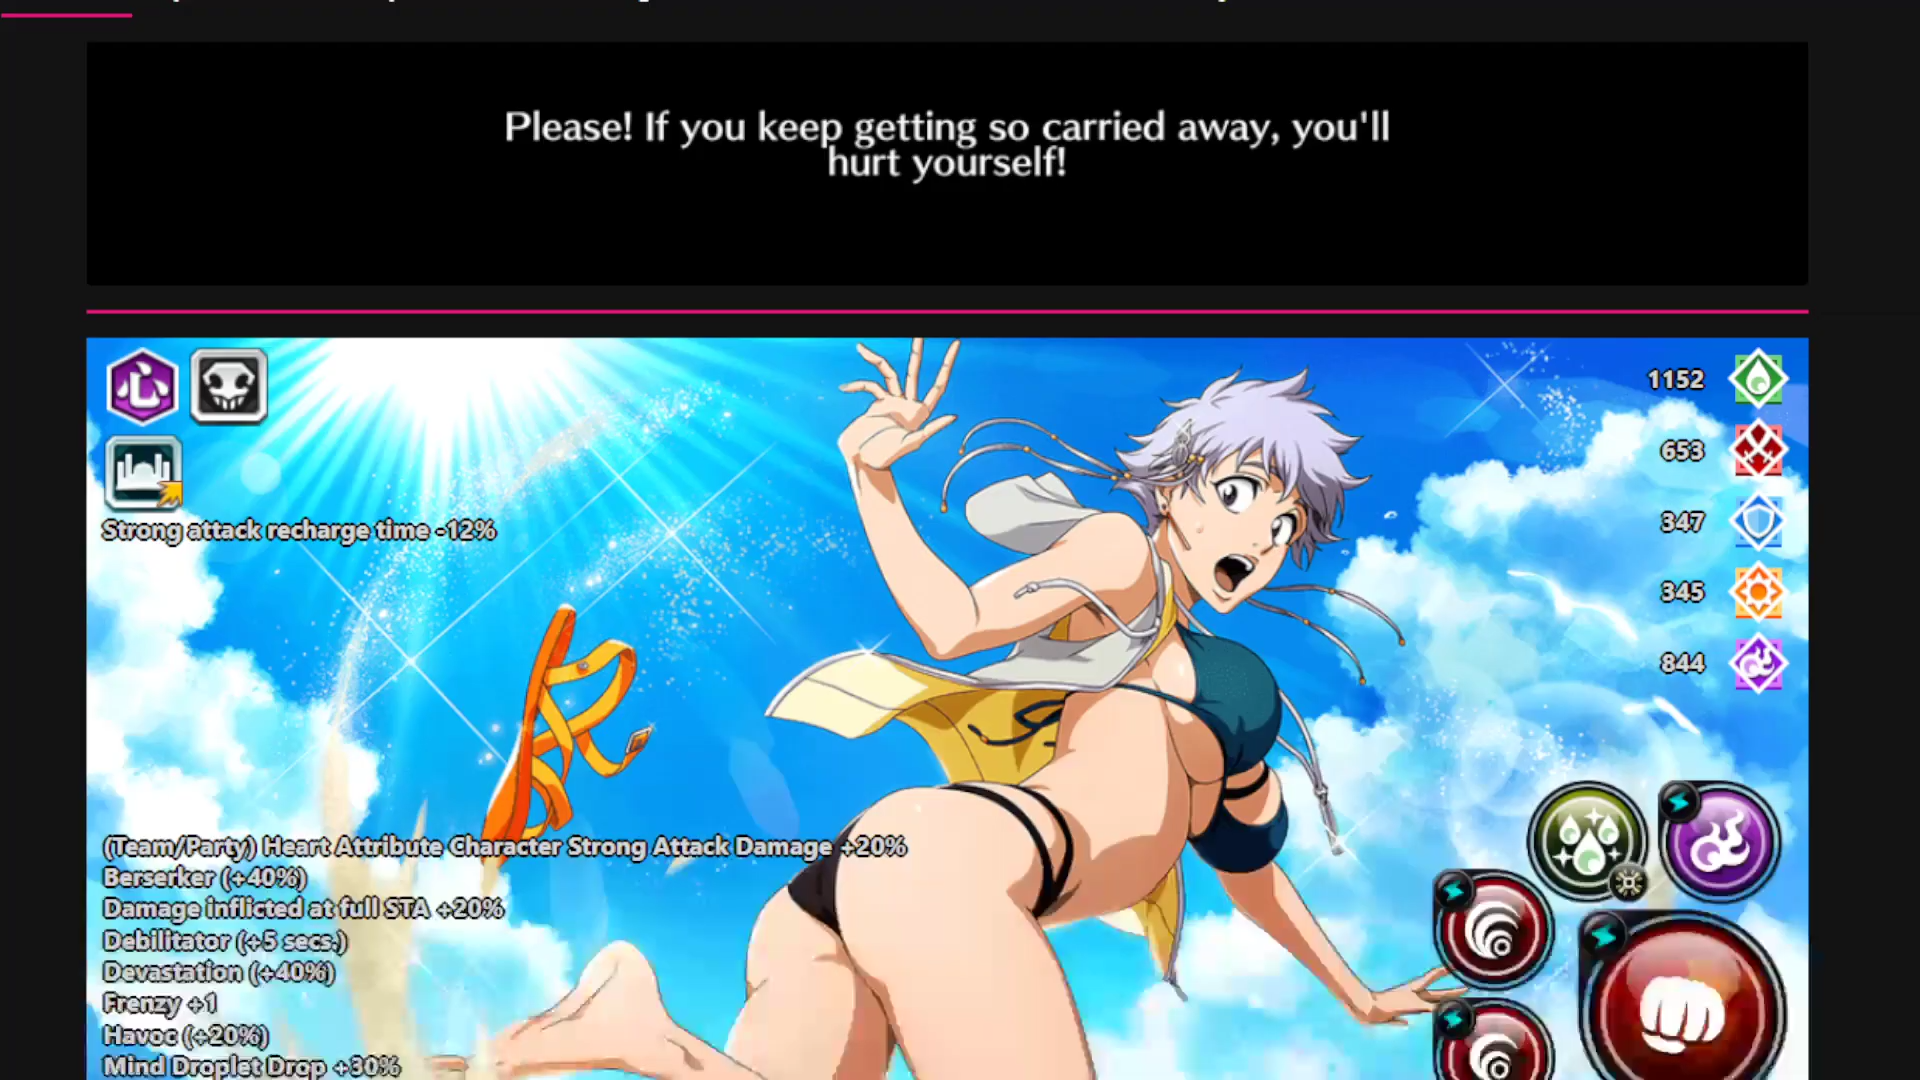 Please! If you keep getting so carried away, you'll
hurt yourself!
1152
653
347
345
844
Strong attack recharge time -12%
(Team/Party) Heart Attribute Character Strong Attack Damage +20%
Berserker (+40%)
Damage inflicted at full STA +20%
Debilitator (+5 secs.)
Devastation (+40%)
Frenzy +1
Havoc (+20%)
Mind Droplet Drop +30%